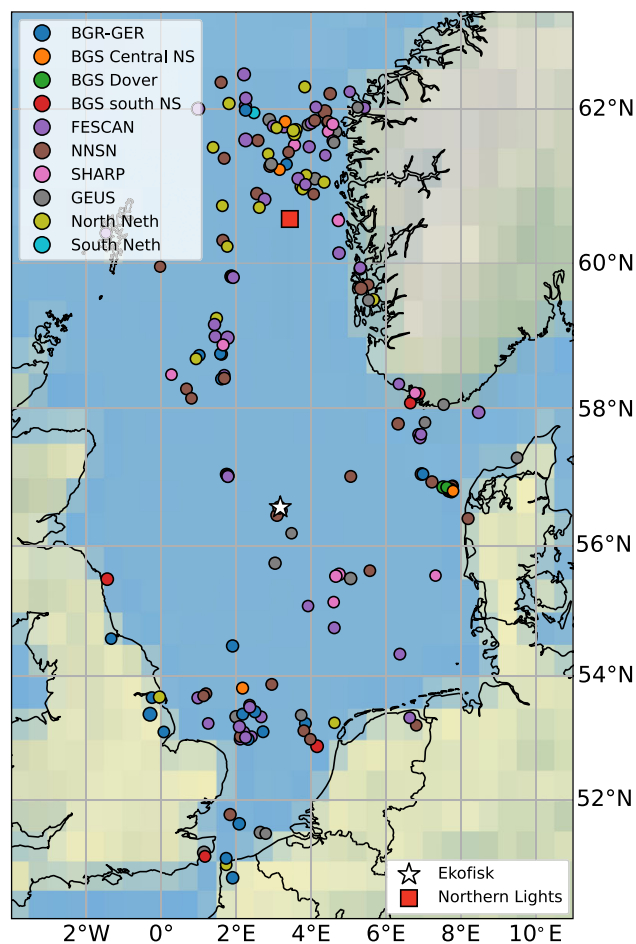 BGR-GER
BGS Central NS
BGS Dover
BGS south NS
FESCAN
NNSN
SHARP
GEUS
North Neth
South Neth
62°N
60°N
58°N
56°N
54°N
52°N
Ekofisk
Northern Lights
2°W 0°E 2°E 4°E 6°E 8°E 10°E